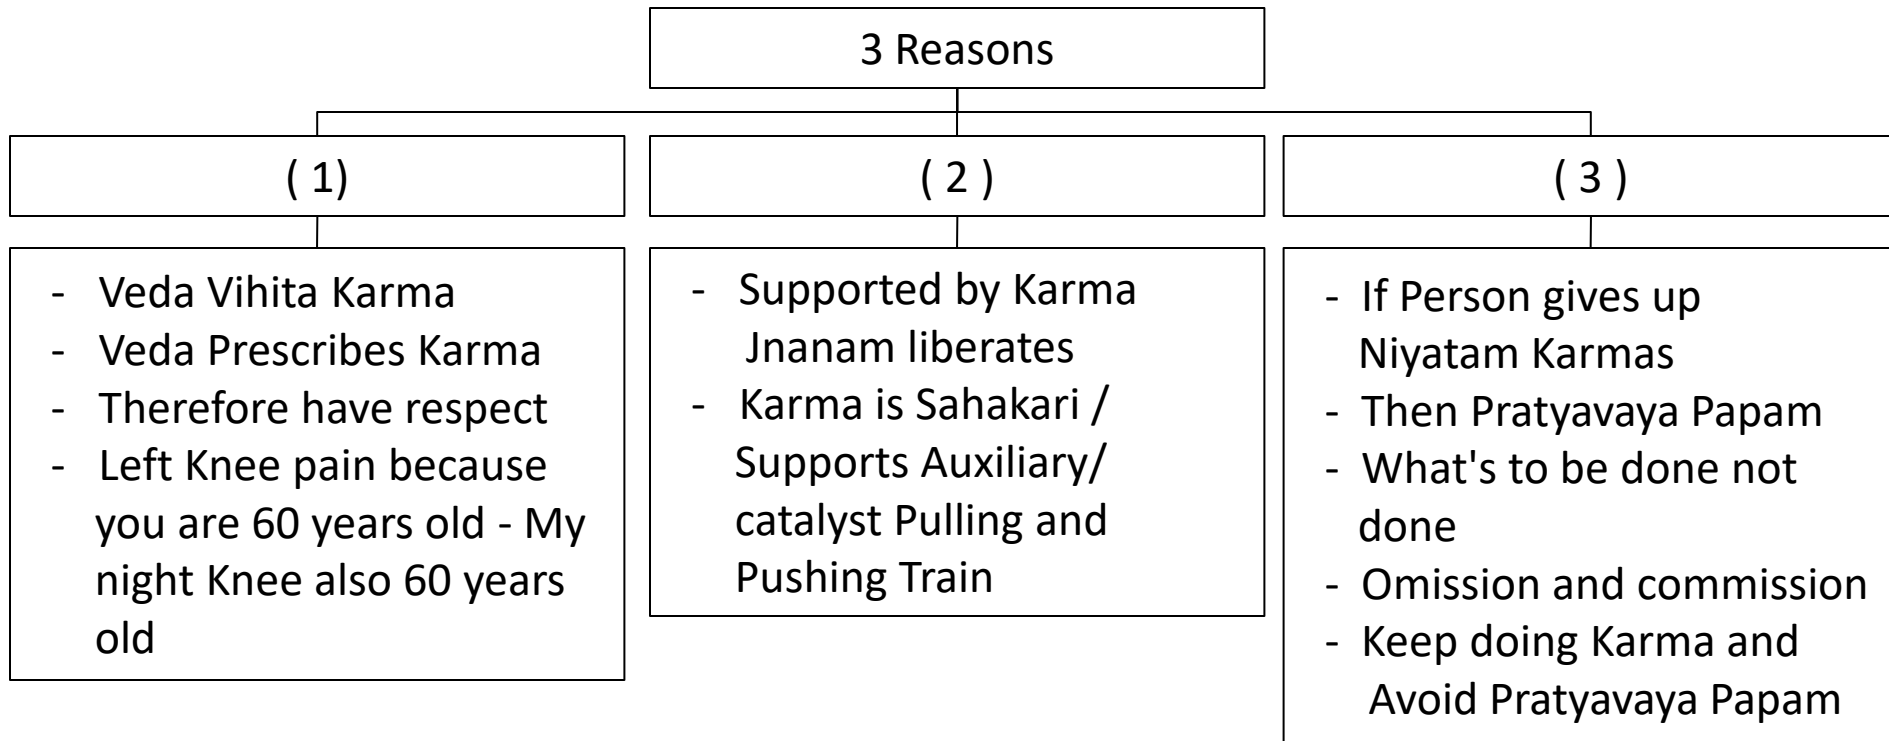 3 Reasons
( 1)
- Veda Vihita Karma
- Veda Prescribes Karma
- Therefore have respect
- Left Knee pain because
you are 60 years old - My
night Knee also 60 years
old
( 2 )
- Supported by Karma
Jnanam liberates
- Karma is Sahakari /
Supports Auxiliary/
catalyst Pulling and
Pushing Train
( 3 )
- If Person gives up
Niyatam Karmas
- Then Pratyavaya Papam
- What's to be done not
done
- Omission and commission
- Keep doing Karma and
Avoid Pratyavaya Papam